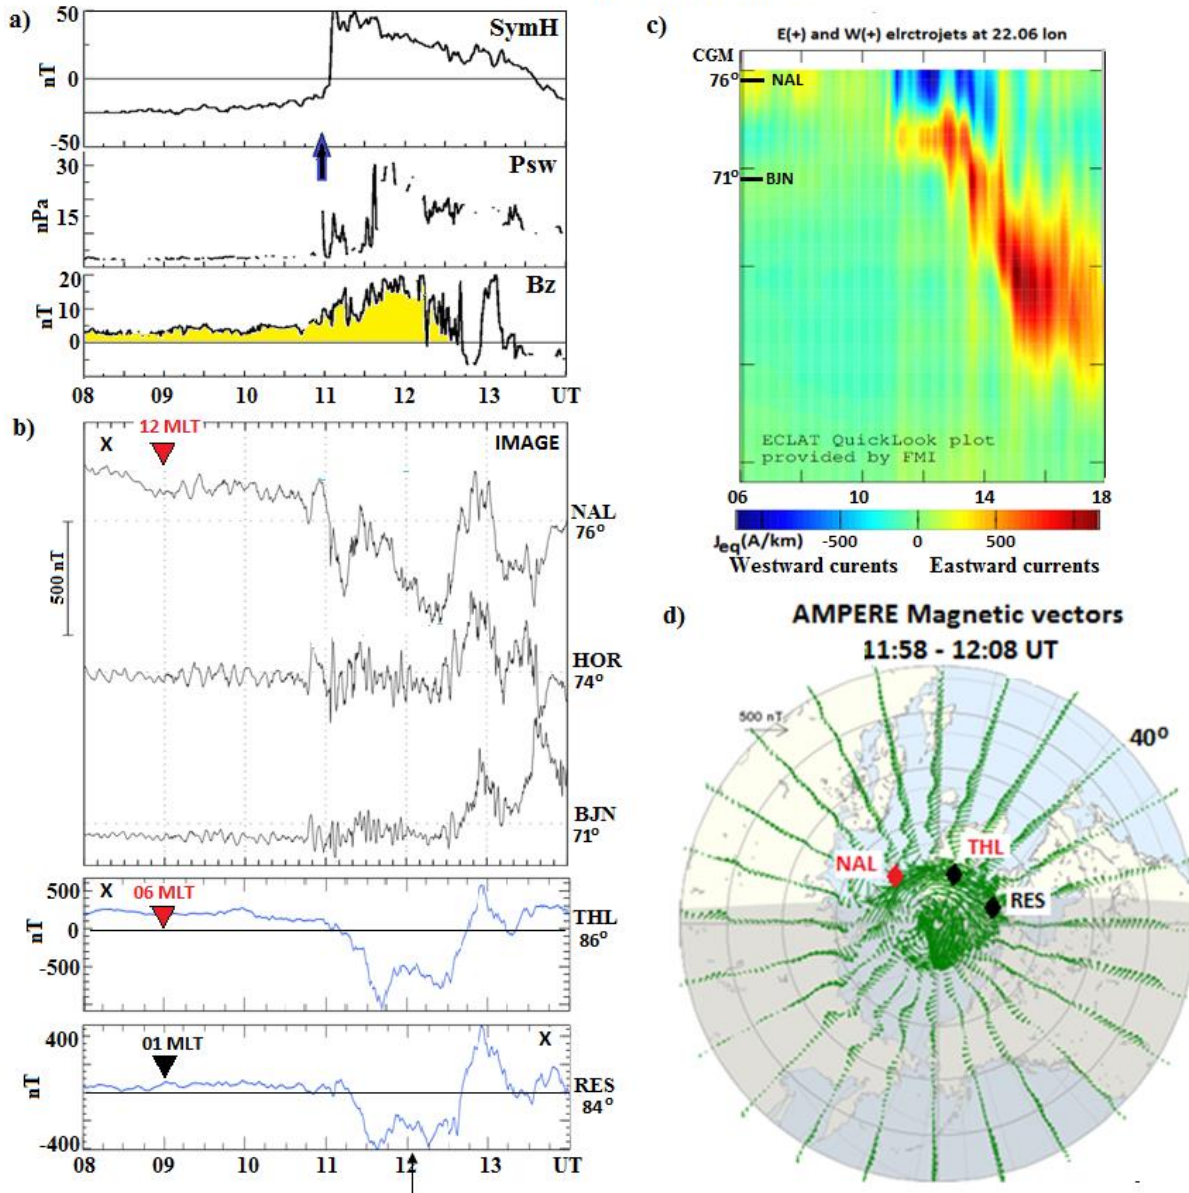 a)
50
SymH
nT
0
-50
30
Psw
nPa
15
20
Bz
nT
10
0
08 09 10 11 12 13 UT
b)
12 MLT
X
IMAGE
NAL
76°
500 nT
HOR
74°
BJN
71°
500
X
06 MLT
THL
nT
0
86°
-500
400
01 MLT
X
nT
RES
84°
-400
08 09 10 11 12 13 UT
c)
E(+) and W(+) elrctrojets at 22.06 lon
CGM
76° NAL
71° BJN
ECLAT QuickLook plot
provided by FMI
06 10 14 18
Jeq(A/km) -500 0 500
Westward curents Eastward currents
d)
AMPERE Magnetic vectors
11:58 - 12:08 UT
500 nT
40°
THL
NAL
RES